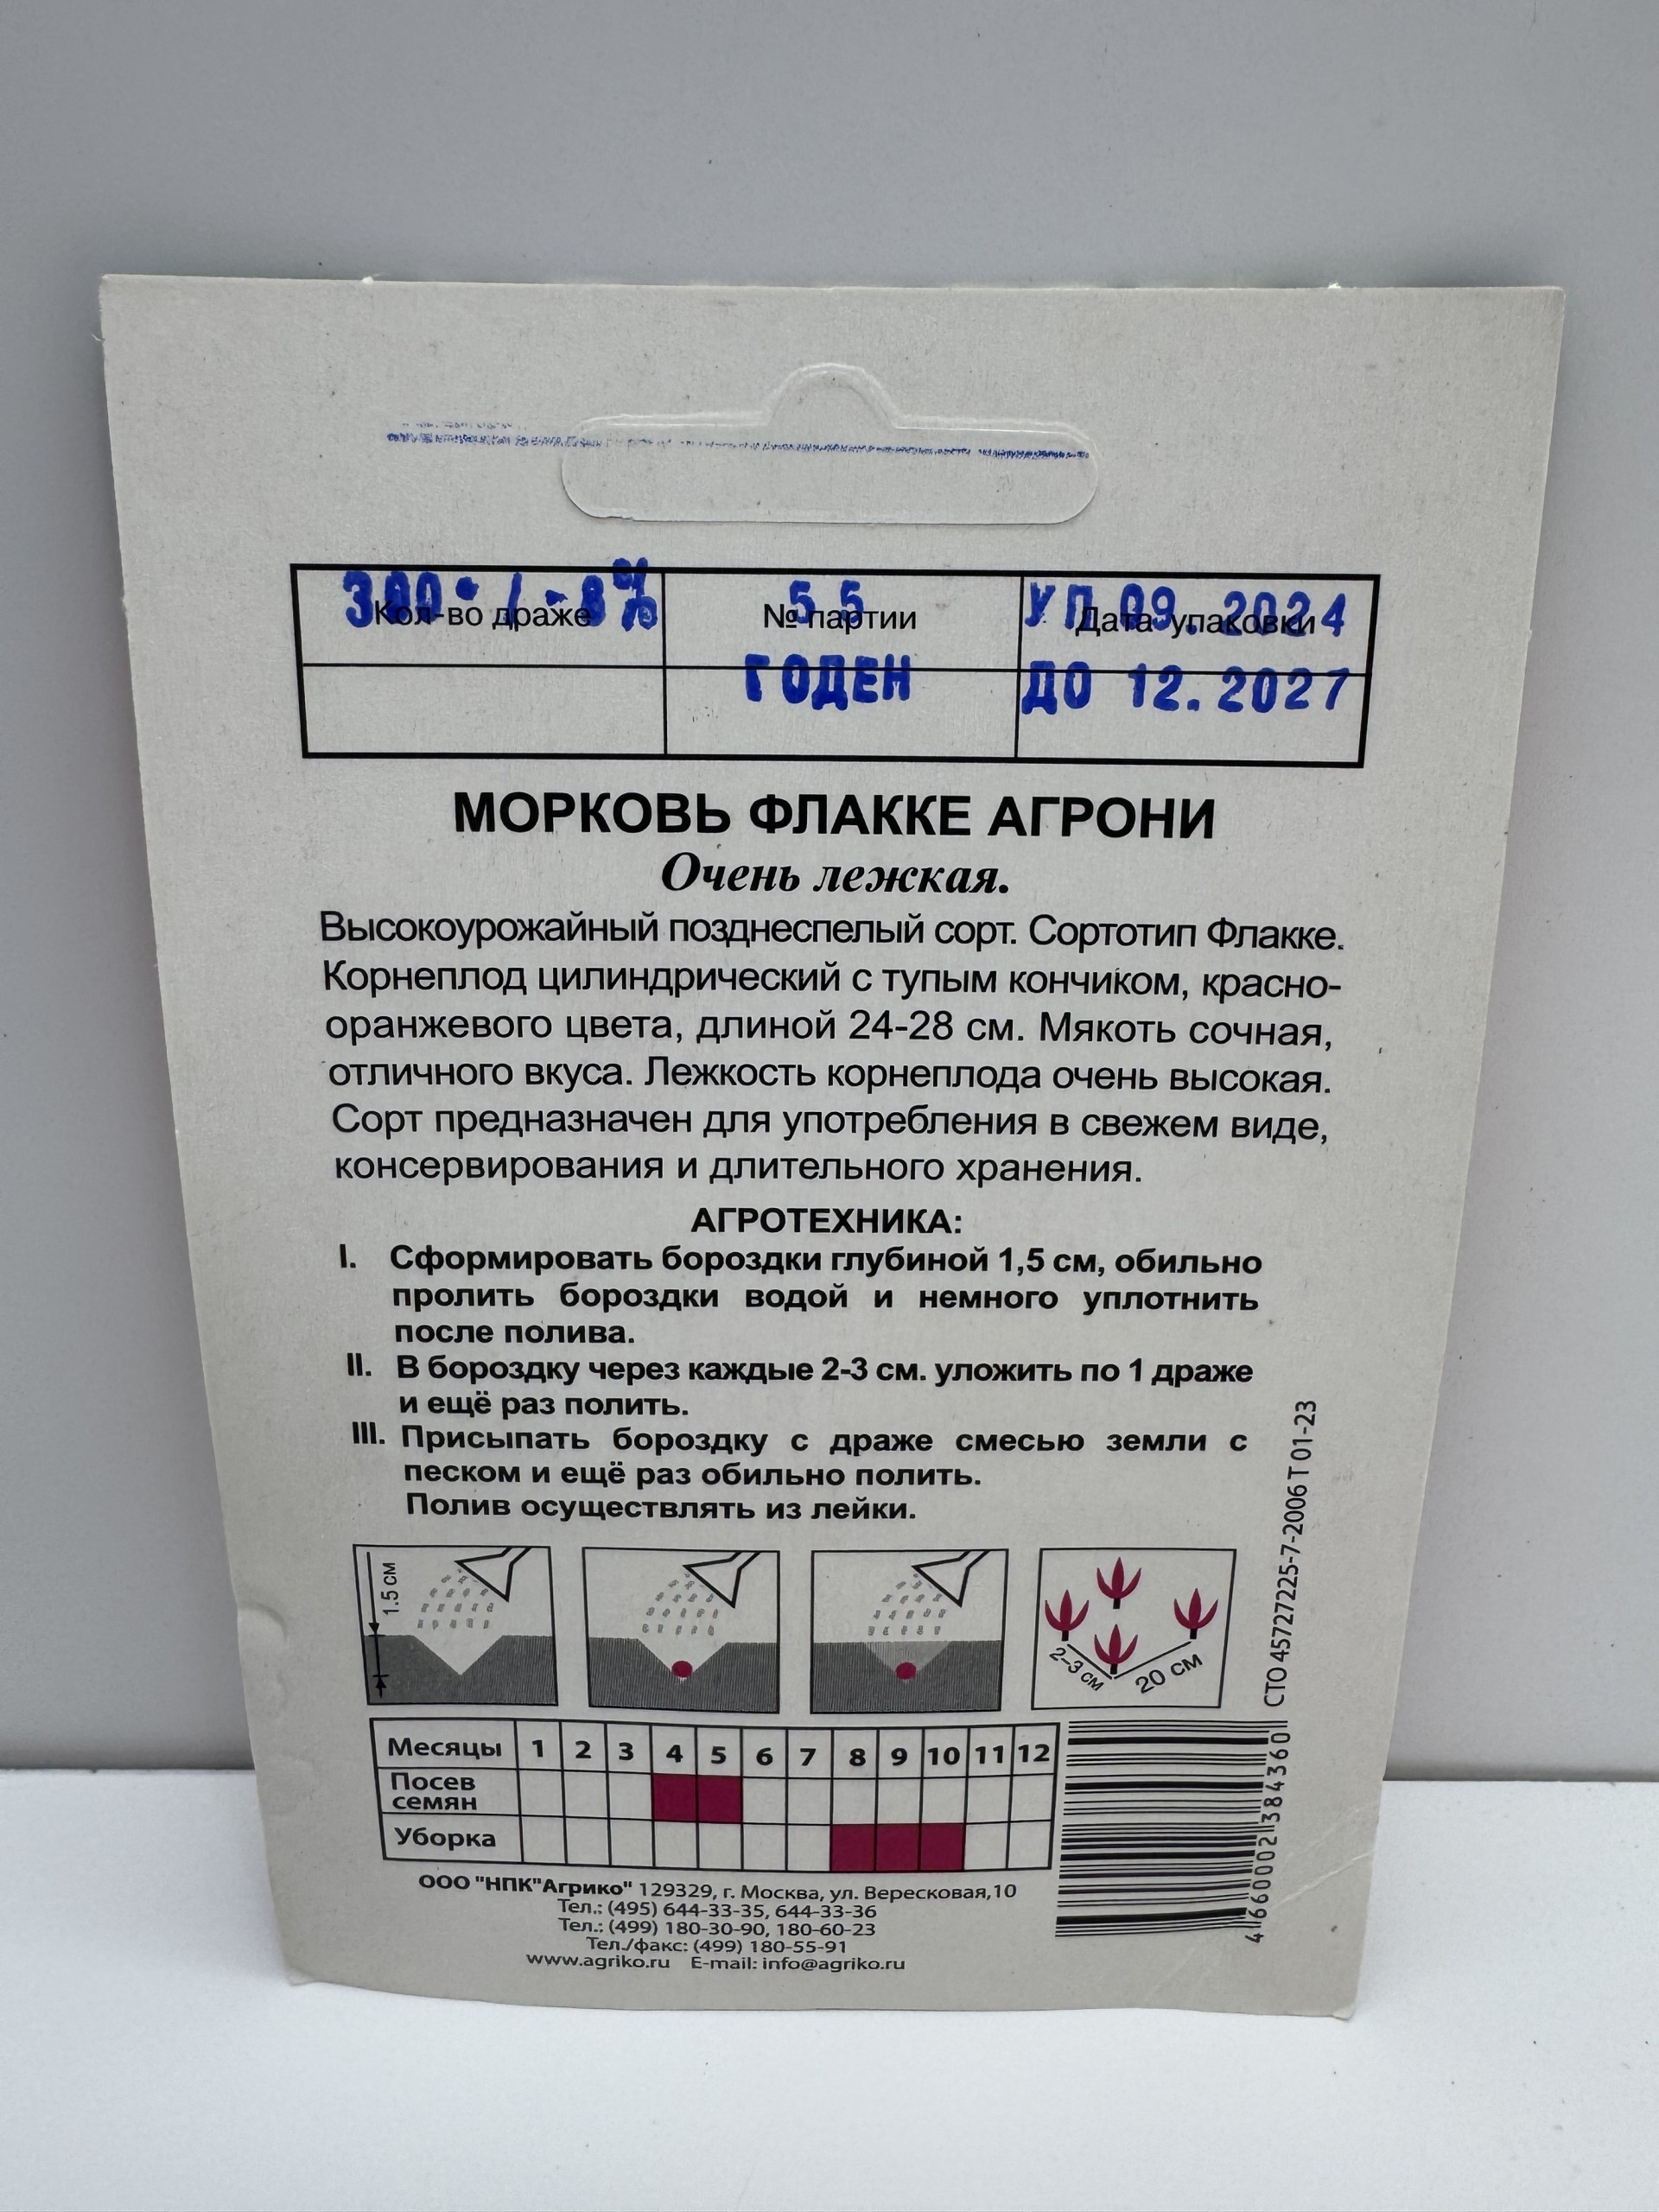 300+/-8% 55 УП 09.2024
Кол-во драже № партии Дата упаковки
ГОДЕН ДО 12.2027
МОРКОВЬ ФЛАККЕ АГРОНИ
Очень лежкая.
Высокоурожайный позднеспелый сорт. Сортотип Флакке.
Корнеплод цилиндрический с тупым кончиком, красно-
оранжевого цвета, длиной 24-28 см. Мякоть сочная,
отличного вкуса. Лежкость корнеплода очень высокая.
Сорт предназначен для употребления в свежем виде,
консервирования и длительного хранения.
АГРОТЕХНИКА:
I. Сформировать бороздки глубиной 1,5 см, обильно
пролить бороздки водой и немного уплотнить
после полива.
II. В бороздку через каждые 2-3 см. уложить по 1 драже
и ещё раз полить.
III. Присыпать бороздку с драже смесью земли с
песком и ещё раз обильно полить.
Полив осуществлять из лейки.
1.5 см
2-3 см 20 см
СТО 45727225-7-2006 Т 01-23
Месяцы 1 2 3 4 5 6 7 8 9 10 11 12
Посев
семян
Уборка
4660002384360
ООО "НПК"Агрико" 129329, г. Москва, ул. Вересковая,10
Тел.: (495) 644-33-35, 644-33-36
Тел.: (499) 180-30-90, 180-60-23
Тел./факс: (499) 180-55-91
www.agriko.ru E-mail: info@agriko.ru